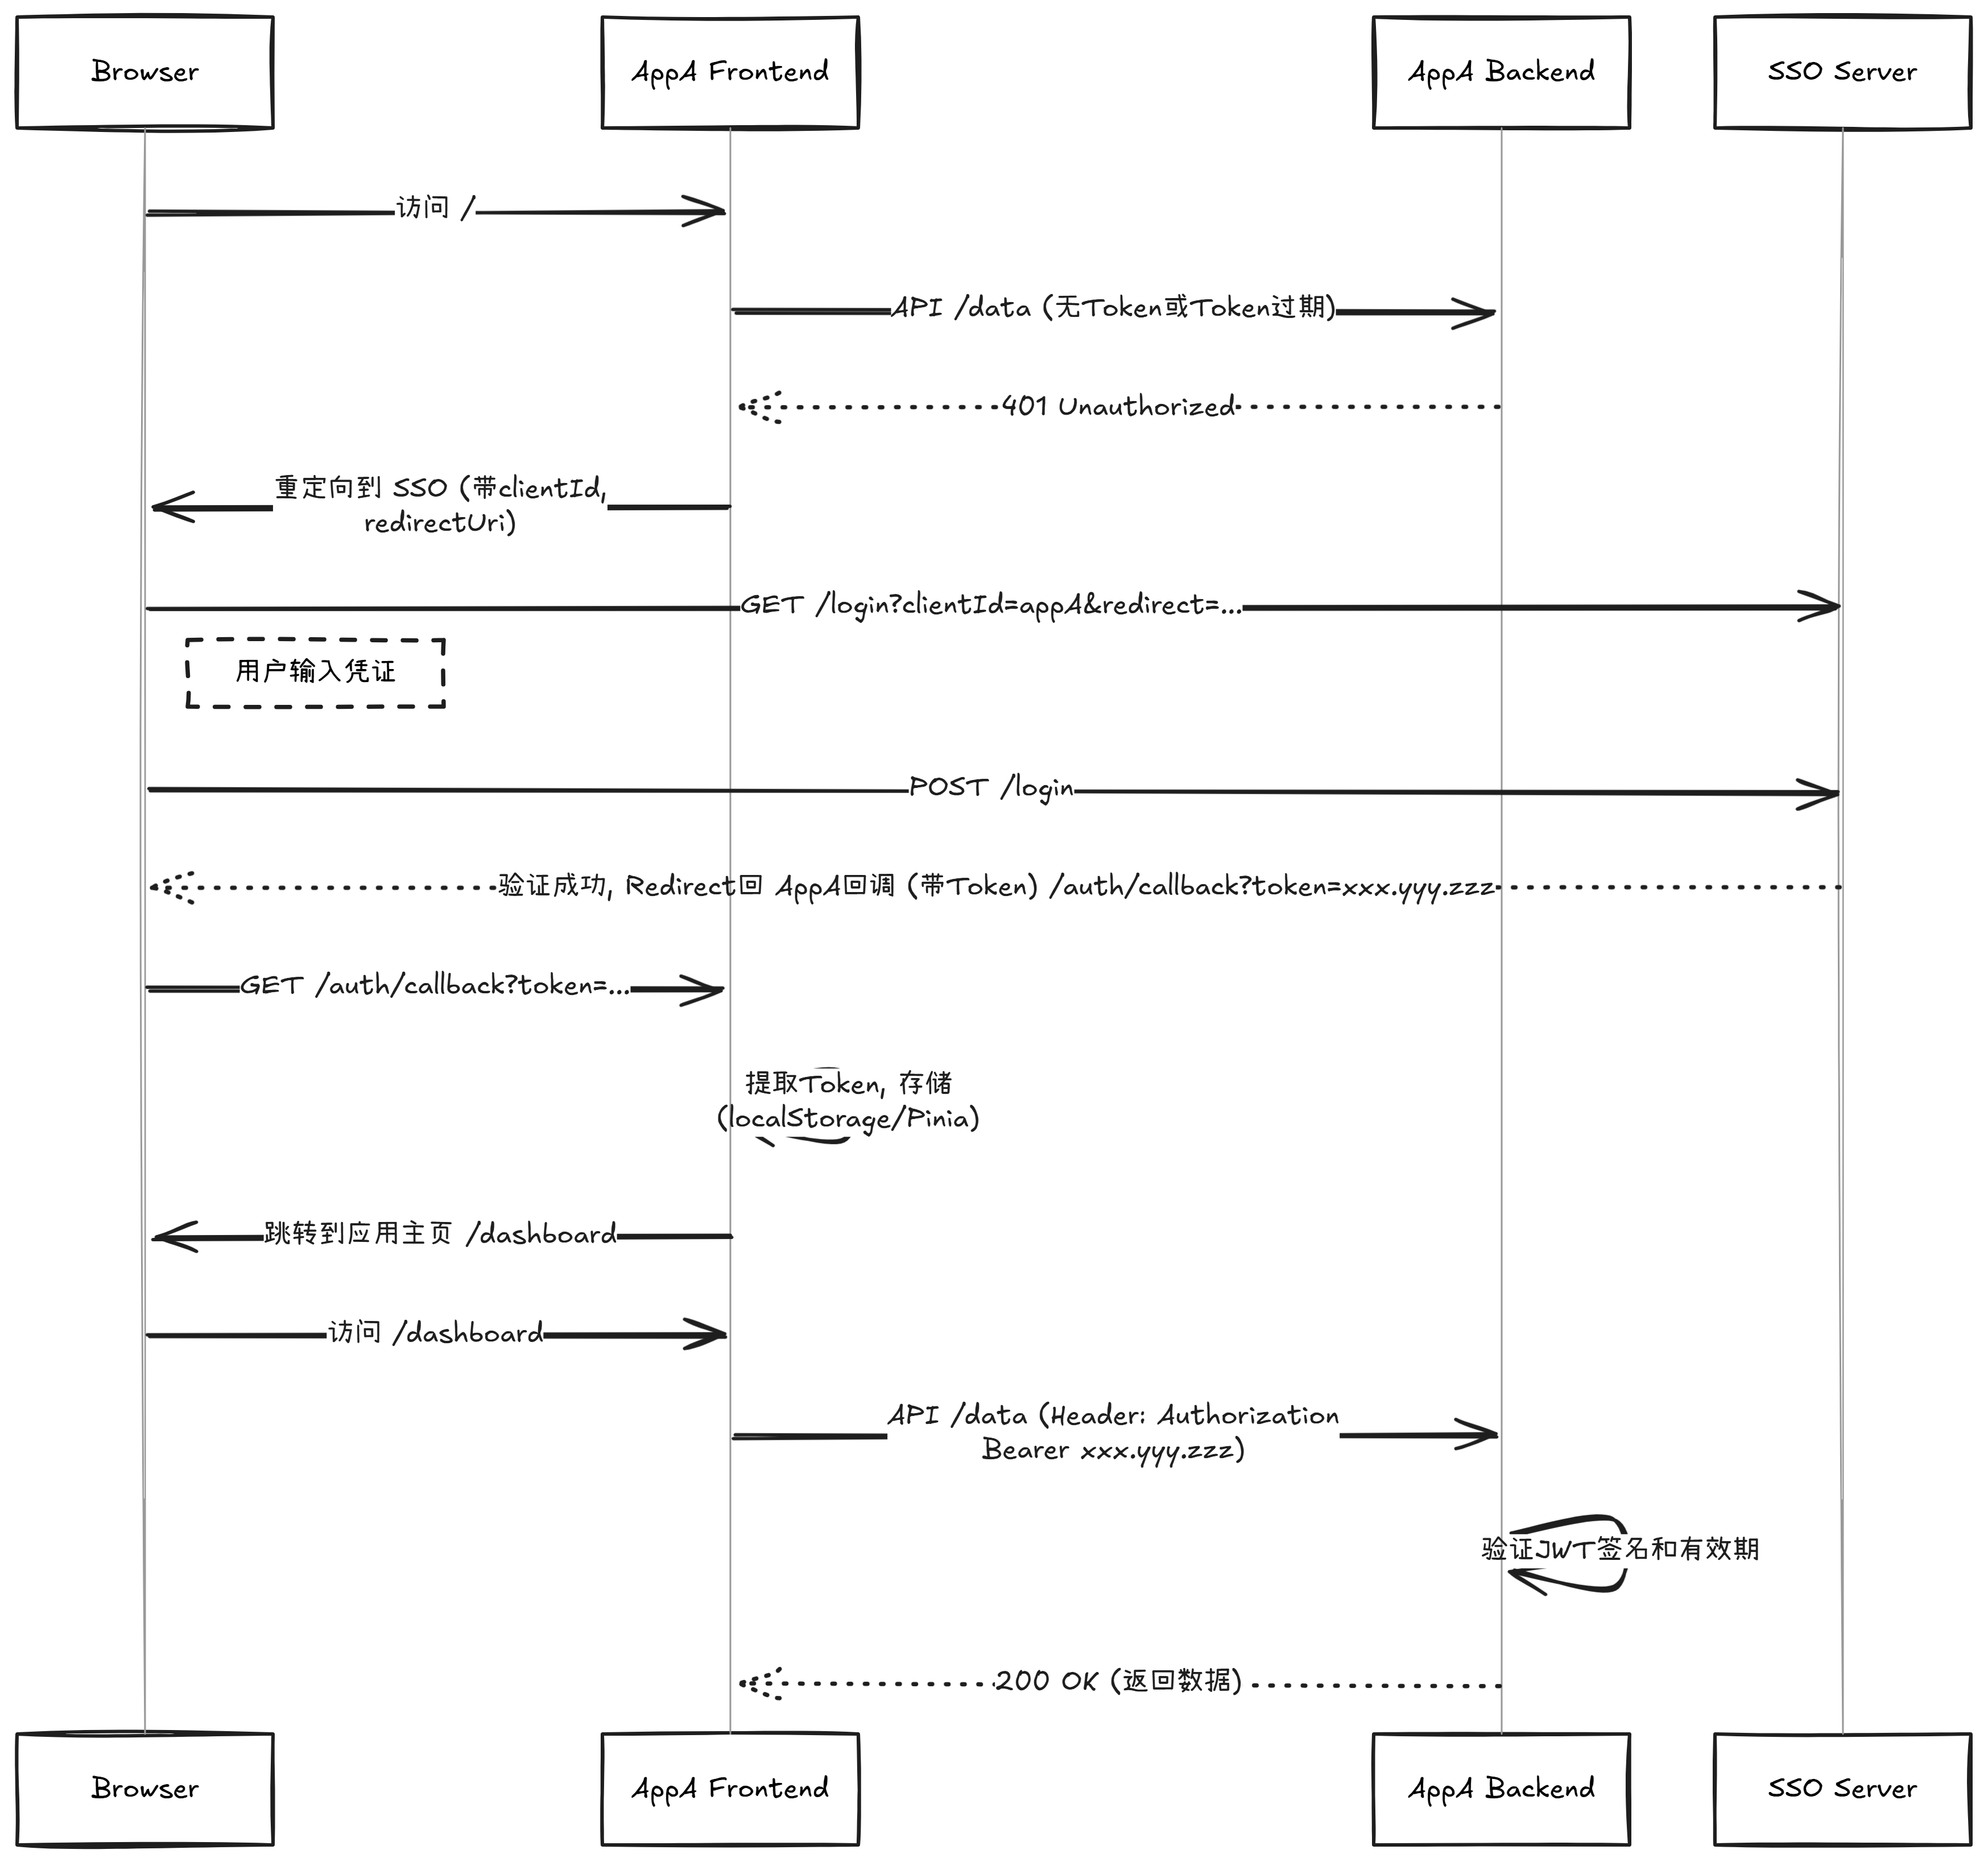 Browser
AppA Frontend
AppA Backend
SSO Server
访问 /
API /data (无Token或Token过期)
401 Unauthorized
重定向到 SSO (带clientId,
redirectUri)
GET /login?clientId=appA&redirect=...
用户输入凭证
POST /login
验证成功, Redirect回 AppA回调 (带Token) /auth/callback?token=xxx.yyy.zzz
GET /auth/callback?token=...
提取Token, 存储
(localStorage/Pinia)
跳转到应用主页 /dashboard
访问 /dashboard
API /data (Header: Authorization
Bearer xxx.yyy.zzz)
验证JWT签名和有效期
200 OK (返回数据)
Browser
AppA Frontend
AppA Backend
SSO Server